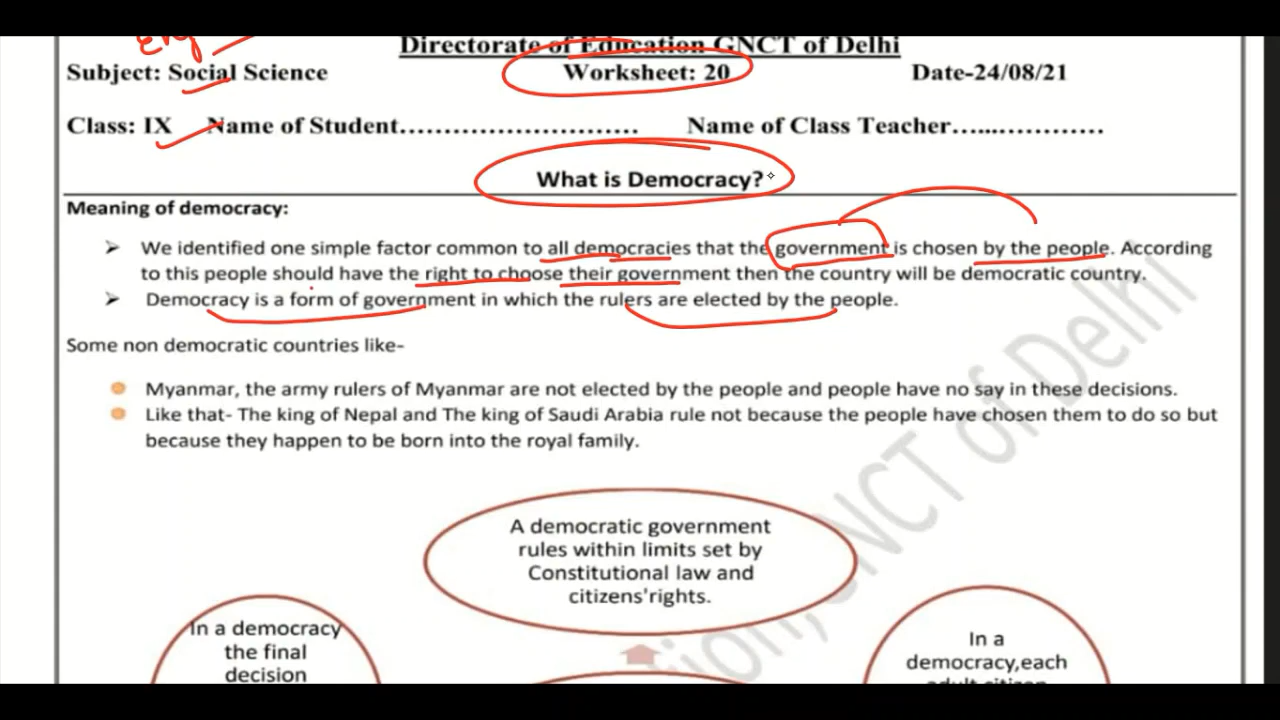 Eng
Directorate of Education GNCT of Delhi
Subject: Social Science Worksheet: 20 Date-24/08/21
Class: IX Name of Student............................ Name of Class Teacher..................
What is Democracy?
Meaning of democracy:
We identified one simple factor common to all democracies that the government is chosen by the people. According
to this people should have the right to choose their government then the country will be democratic country.
Democracy is a form of government in which the rulers are elected by the people.
Some non democratic countries like-
Myanmar, the army rulers of Myanmar are not elected by the people and people have no say in these decisions.
Like that- The king of Nepal and The king of Saudi Arabia rule not because the people have chosen them to do so but
because they happen to be born into the royal family.
A democratic government
rules within limits set by
Constitutional law and
citizens'rights.
In a democracy
the final
decision
In a
democracy,each
adult citizen
tion, GNCT of Delhi